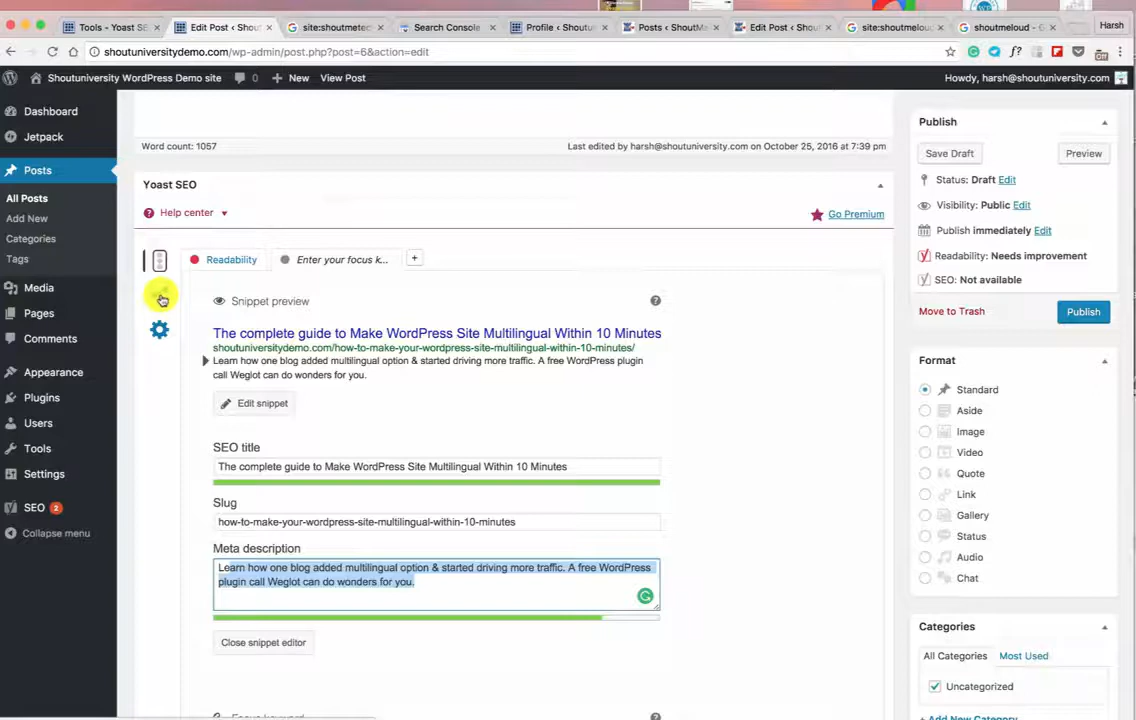 Tools - Yoast SE
Edit Post ‹ Shou
site:shoutmetec
Search Console
Profile ‹ Shoutu
Posts ‹ ShoutMe
Edit Post ‹ Shou
site:shoutmelou
shoutmeloud - G
Harsh
shoutuniversitydemo.com/wp-admin/post.php?post=6&action=edit
f?
Shoutuniversity WordPress Demo site
0
New
View Post
Howdy, harsh@shoutuniversity.com
Dashboard
Jetpack
Posts
All Posts
Add New
Categories
Tags
Media
Pages
Comments
Appearance
Plugins
Users
Tools
Settings
SEO 2
Collapse menu
Word count: 1057
Last edited by harsh@shoutuniversity.com on October 25, 2016 at 7:39 pm
Yoast SEO
Help center
Go Premium
Readability
Enter your focus k...
+
Snippet preview
The complete guide to Make WordPress Site Multilingual Within 10 Minutes
shoutuniversitydemo.com/how-to-make-your-wordpress-site-multilingual-within-10-minutes/
Learn how one blog added multilingual option & started driving more traffic. A free WordPress plugin
call Weglot can do wonders for you.
Edit snippet
SEO title
The complete guide to Make WordPress Site Multilingual Within 10 Minutes
Slug
how-to-make-your-wordpress-site-multilingual-within-10-minutes
Meta description
Learn how one blog added multilingual option & started driving more traffic. A free WordPress
plugin call Weglot can do wonders for you.
Close snippet editor
Focus keyword
Publish
Save Draft
Preview
Status: Draft Edit
Visibility: Public Edit
Publish immediately Edit
Readability: Needs improvement
SEO: Not available
Move to Trash
Publish
Format
Standard
Aside
Image
Video
Quote
Link
Gallery
Status
Audio
Chat
Categories
All Categories
Most Used
Uncategorized
+ Add New Category